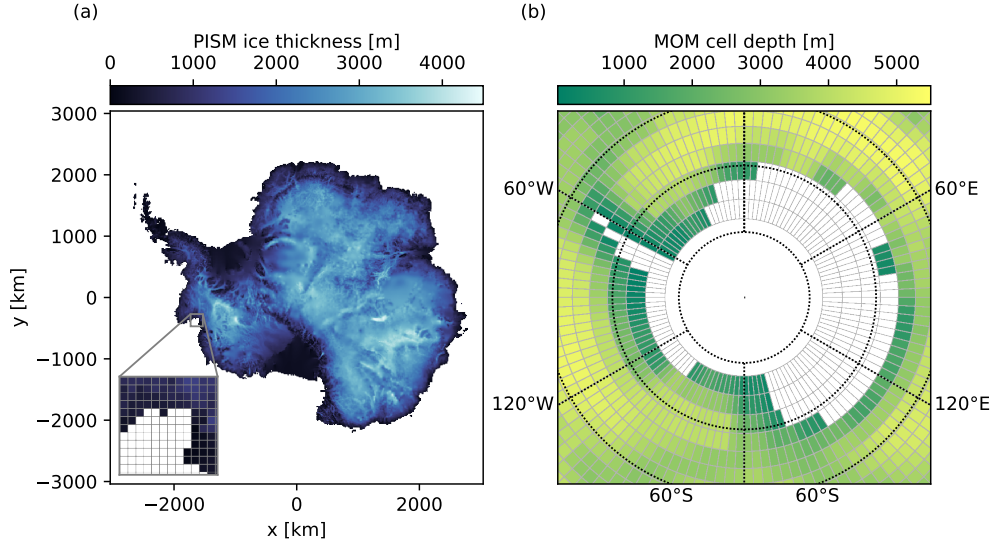 (a)
PISM ice thickness [m]
0 1000 2000 3000 4000
3000
2000
1000
0
−1000
−2000
−3000
y [km]
−2000 0 2000
x [km]
(b)
MOM cell depth [m]
1000 2000 3000 4000 5000
60°W 60°E
120°W 120°E
60°S 60°S